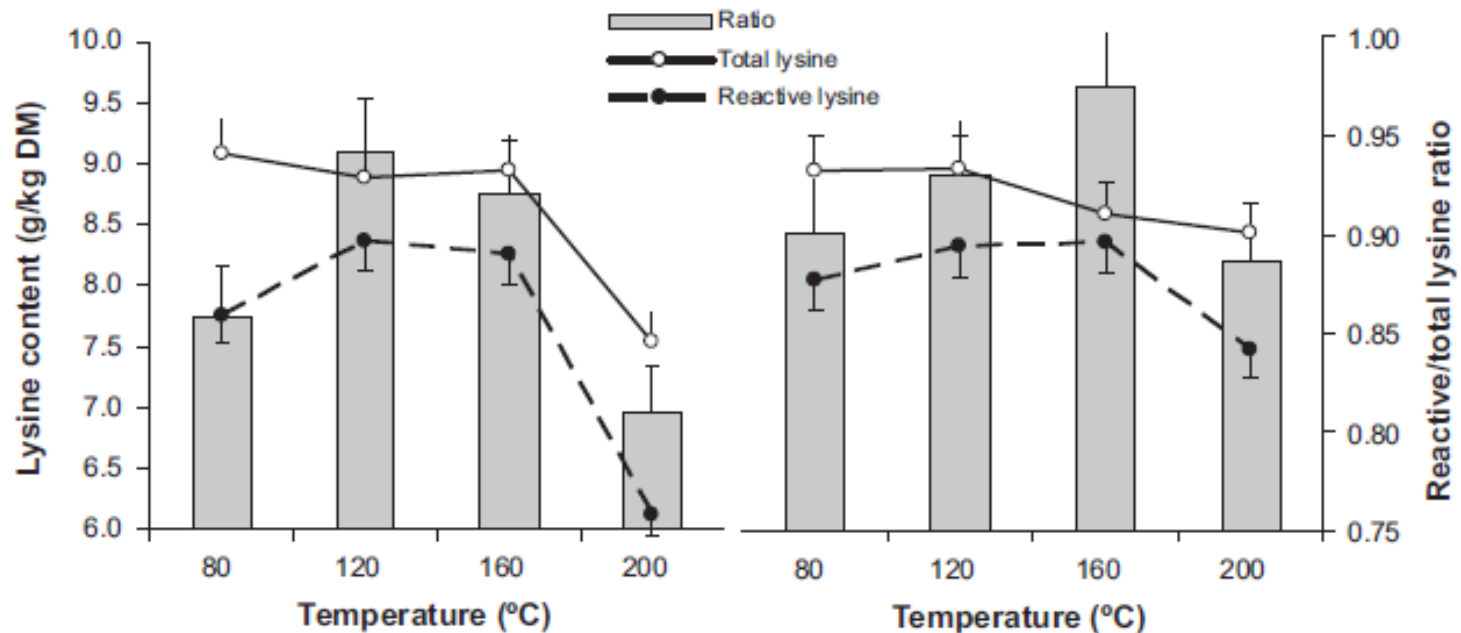 Ratio
Total lysine
Reactive lysine
Lysine content (g/kg DM)
10.0
9.5
9.0
8.5
8.0
7.5
7.0
6.5
6.0
80 120 160 200
Temperature (ºC)
80 120 160 200
Temperature (ºC)
1.00
0.95
0.90
0.85
0.80
0.75
Reactive/total lysine ratio